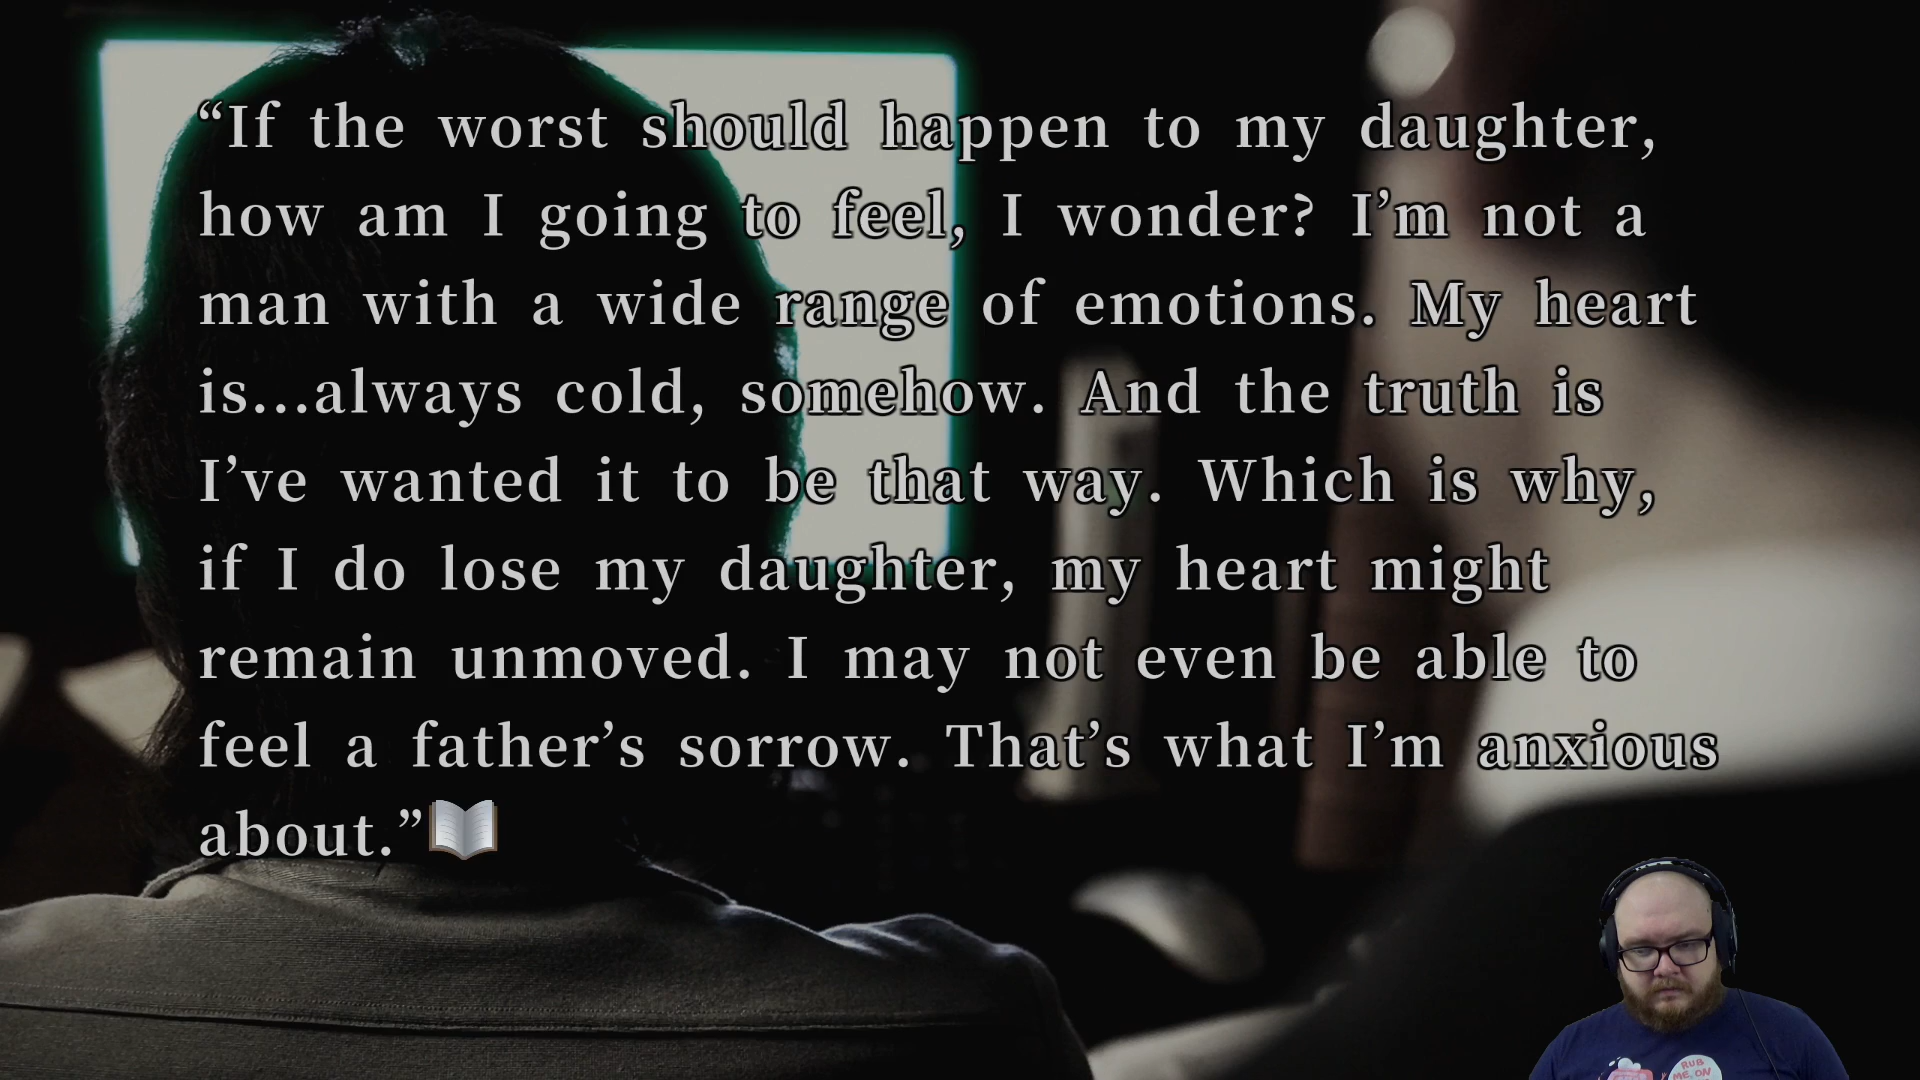 “If the worst should happen to my daughter,
how am I going to feel, I wonder? I’m not a
man with a wide range of emotions. My heart
is...always cold, somehow. And the truth is
I’ve wanted it to be that way. Which is why,
if I do lose my daughter, my heart might
remain unmoved. I may not even be able to
feel a father’s sorrow. That’s what I’m anxious
about.”
RUB
ME ON